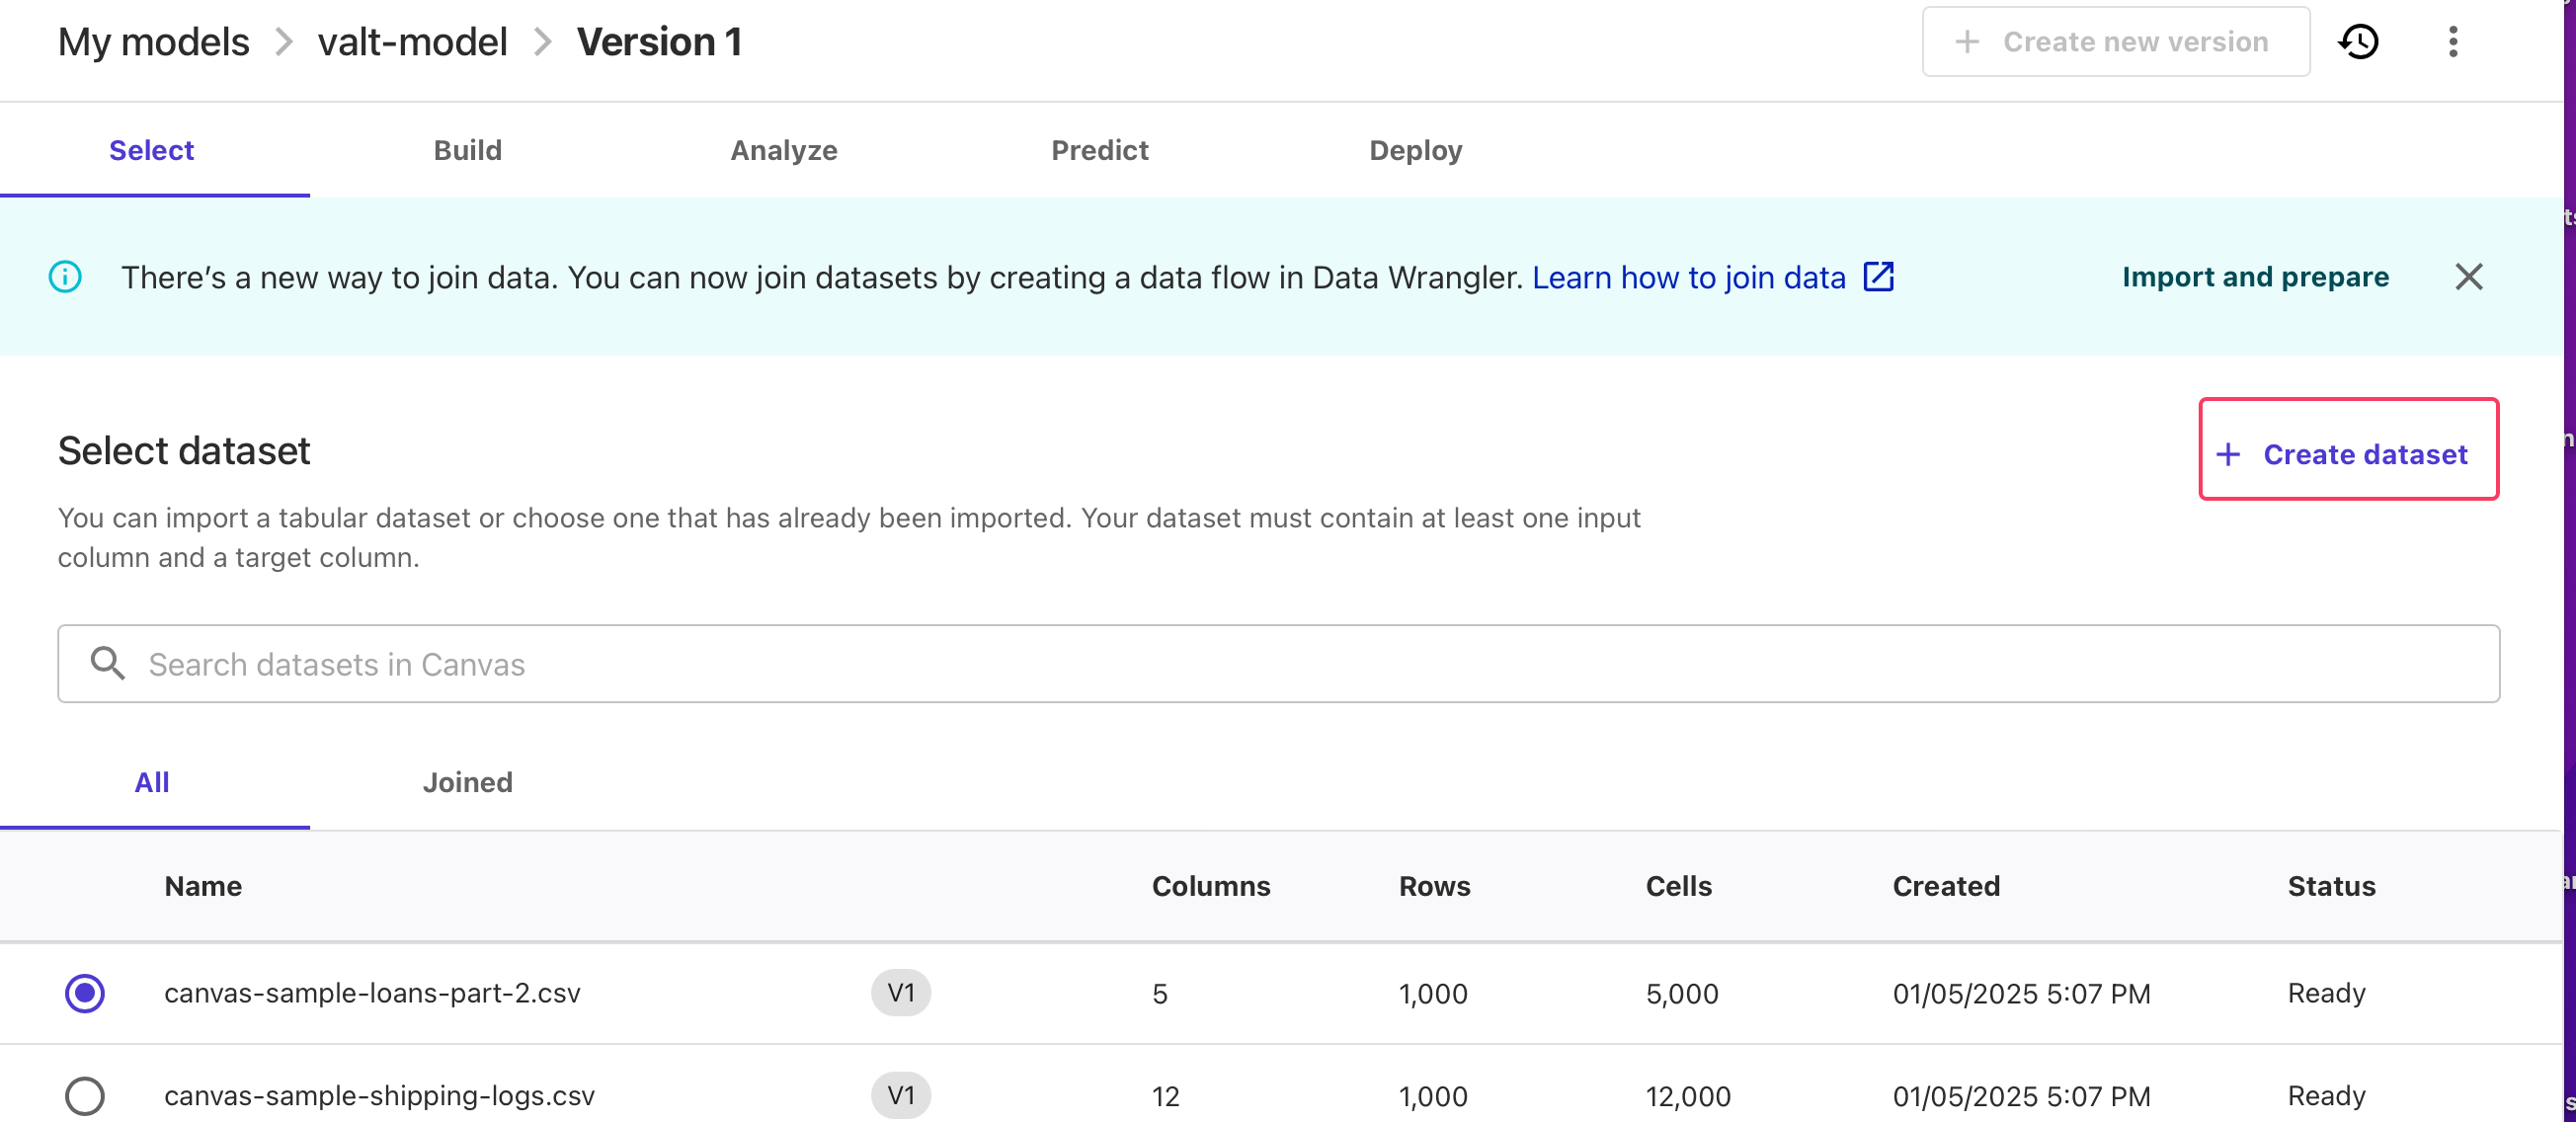 My models > valt-model > Version 1
+ Create new version
Select Build Analyze Predict Deploy
There’s a new way to join data. You can now join datasets by creating a data flow in Data Wrangler. Learn how to join data
Import and prepare
Select dataset
+ Create dataset
You can import a tabular dataset or choose one that has already been imported. Your dataset must contain at least one input
column and a target column.
Search datasets in Canvas
All Joined
Name Columns Rows Cells Created Status
canvas-sample-loans-part-2.csv V1 5 1,000 5,000 01/05/2025 5:07 PM Ready
canvas-sample-shipping-logs.csv V1 12 1,000 12,000 01/05/2025 5:07 PM Ready